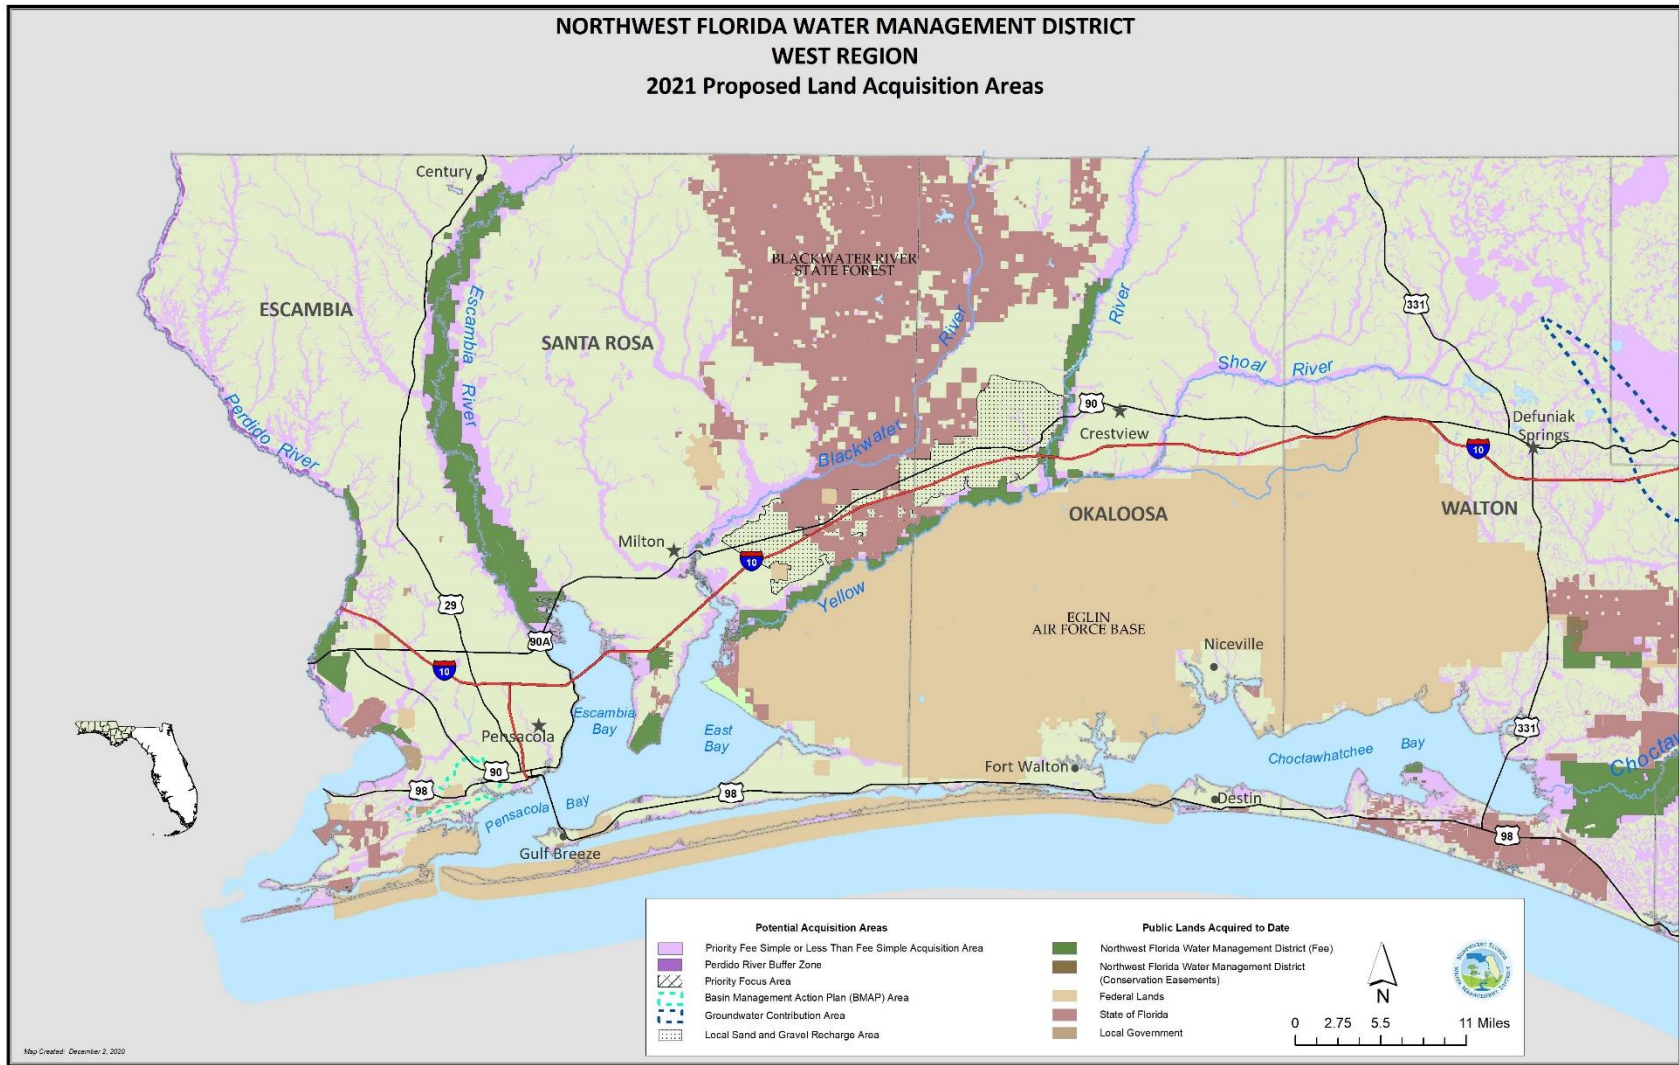 NORTHWEST FLORIDA WATER MANAGEMENT DISTRICT
WEST REGION
2021 Proposed Land Acquisition Areas
Century
ESCAMBIA
Escambia River
SANTA ROSA
BLACKWATER RIVER
STATE FOREST
River
River
331
Shoal River
Perdido River
Blackwater
90
Crestview
Defuniak
Springs
10
OKALOOSA
WALTON
Milton
10
Yellow
29
90A
EGLIN
AIR FORCE BASE
Niceville
10
Escambia
Bay
Pensacola
East
Bay
331
Choctawhatchee Bay
Choctaw
Fort Walton
90
98
98
Destin
Pensacola Bay
98
Gulf Breeze
Potential Acquisition Areas
Priority Fee Simple or Less Than Fee Simple Acquisition Area
Perdido River Buffer Zone
Priority Focus Area
Basin Management Action Plan (BMAP) Area
Groundwater Contribution Area
Local Sand and Gravel Recharge Area
Public Lands Acquired to Date
Northwest Florida Water Management District (Fee)
Northwest Florida Water Management District
(Conservation Easements)
Federal Lands
State of Florida
Local Government
N
0 2.75 5.5 11 Miles
NORTHWEST FLORIDA
WATER MANAGEMENT DISTRICT
Map Created: December 2, 2020